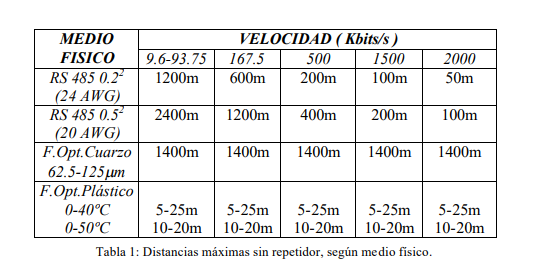 MEDIO FISICO VELOCIDAD ( Kbits/s )
9.6-93.75 167.5 500 1500 2000
RS 485 0.2² (24 AWG) 1200m 600m 200m 100m 50m
RS 485 0.5² (20 AWG) 2400m 1200m 400m 200m 100m
F.Opt.Cuarzo 62.5-125μm 1400m 1400m 1400m 1400m 1400m
F.Opt.Plástico
0-40ºC 5-25m 5-25m 5-25m 5-25m 5-25m
0-50ºC 10-20m 10-20m 10-20m 10-20m 10-20m
Tabla 1: Distancias máximas sin repetidor, según medio físico.